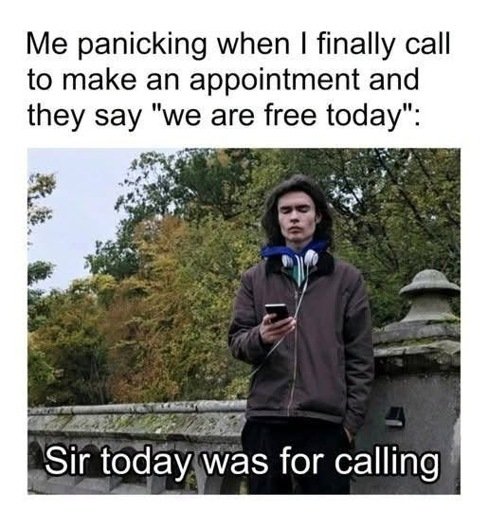 Me panicking when I finally call
to make an appointment and
they say "we are free today":
Sir today was for calling